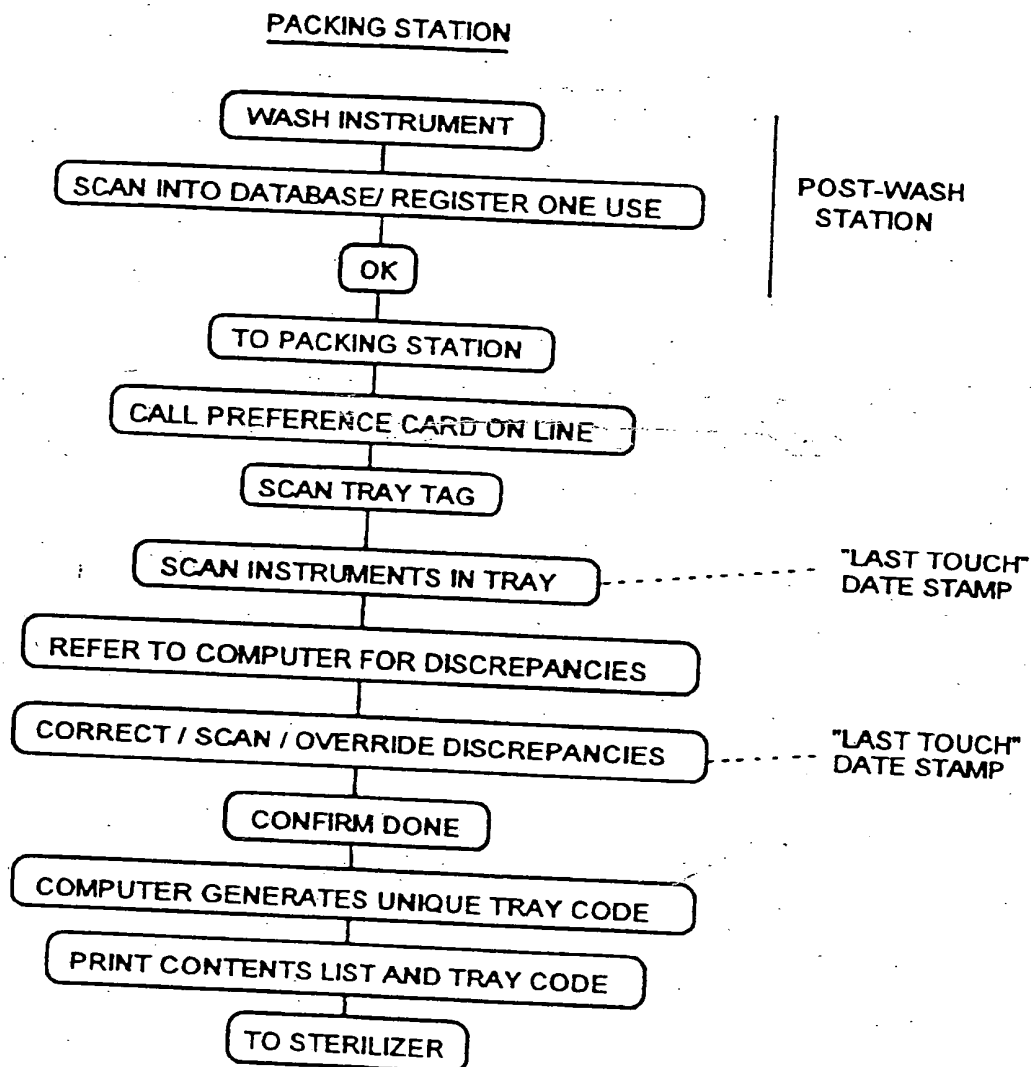 PACKING STATION
WASH INSTRUMENT
SCAN INTO DATABASE/ REGISTER ONE USE
POST-WASH
STATION
OK
TO PACKING STATION
CALL PREFERENCE CARD ON LINE
SCAN TRAY TAG
SCAN INSTRUMENTS IN TRAY
"LAST TOUCH"
DATE STAMP
REFER TO COMPUTER FOR DISCREPANCIES
CORRECT / SCAN / OVERRIDE DISCREPANCIES
"LAST TOUCH"
DATE STAMP
CONFIRM DONE
COMPUTER GENERATES UNIQUE TRAY CODE
PRINT CONTENTS LIST AND TRAY CODE
TO STERILIZER